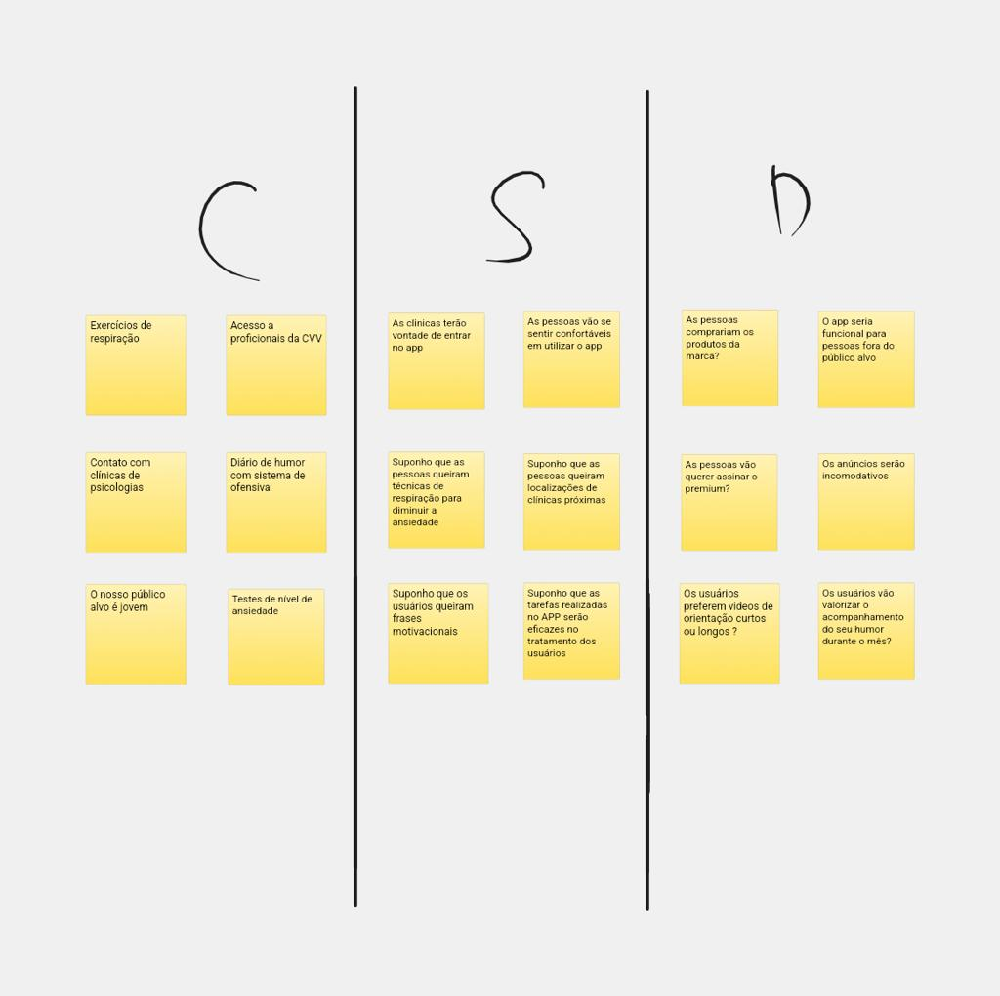 C
S
D
Exercícios de
respiração
Acesso a
proficionais da CVV
Contato com
clínicas de
psicologias
Diário de humor
com sistema de
ofensiva
O nosso público
alvo é jovem
Testes de nível de
ansiedade
As clinicas terão
vontade de entrar
no app
As pessoas vão se
sentir confortáveis
em utilizar o app
Suponho que as
pessoas queiram
técnicas de
respiração para
diminuir a
ansiedade
Suponho que as
pessoas queiram
localizações de
clínicas próximas
Suponho que os
usuários queiram
frases
motivacionais
Suponho que as
tarefas realizadas
no APP serão
eficazes no
tratamento dos
usuários
As pessoas
comprariam os
produtos da
marca?
O app seria
funcional para
pessoas fora do
público alvo
As pessoas vão
querer assinar o
premium?
Os anúncios serão
incomodativos
Os usuários
preferem videos de
orientação curtos
ou longos ?
Os usuários vão
valorizar o
acompanhamento
do seu humor
durante o mês?